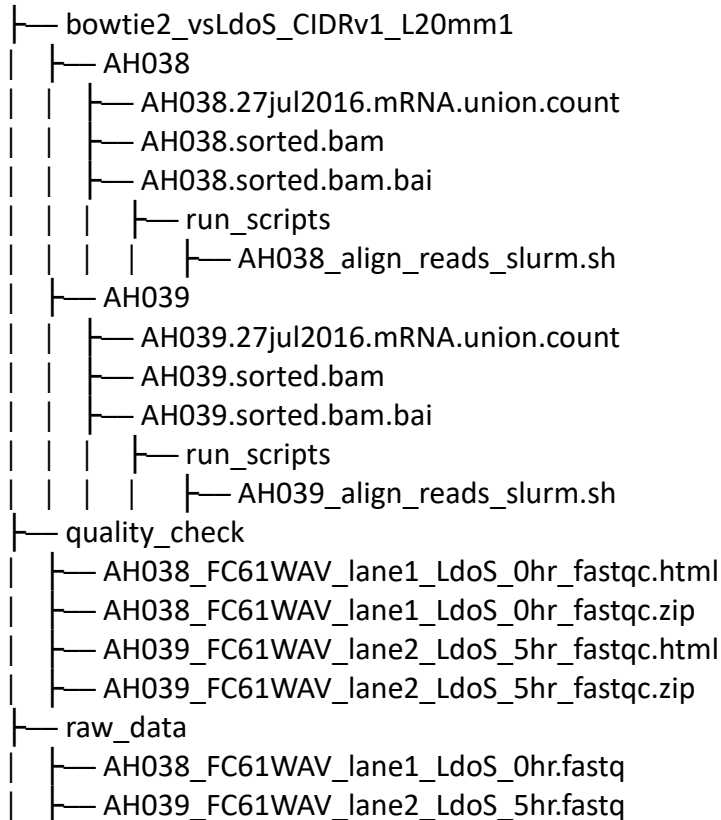 ├── bowtie2_vsLdoS_CIDRv1_L20mm1
│ ├── AH038
│ │ ├── AH038.27jul2016.mRNA.union.count
│ │ ├── AH038.sorted.bam
│ │ ├── AH038.sorted.bam.bai
│ │ │ ├── run_scripts
│ │ │ │ ├── AH038_align_reads_slurm.sh
│ ├── AH039
│ │ ├── AH039.27jul2016.mRNA.union.count
│ │ ├── AH039.sorted.bam
│ │ ├── AH039.sorted.bam.bai
│ │ │ ├── run_scripts
│ │ │ │ ├── AH039_align_reads_slurm.sh
├── quality_check
│ ├── AH038_FC61WAV_lane1_LdoS_0hr_fastqc.html
│ ├── AH038_FC61WAV_lane1_LdoS_0hr_fastqc.zip
│ ├── AH039_FC61WAV_lane2_LdoS_5hr_fastqc.html
│ ├── AH039_FC61WAV_lane2_LdoS_5hr_fastqc.zip
├── raw_data
│ ├── AH038_FC61WAV_lane1_LdoS_0hr.fastq
│ ├── AH039_FC61WAV_lane2_LdoS_5hr.fastq